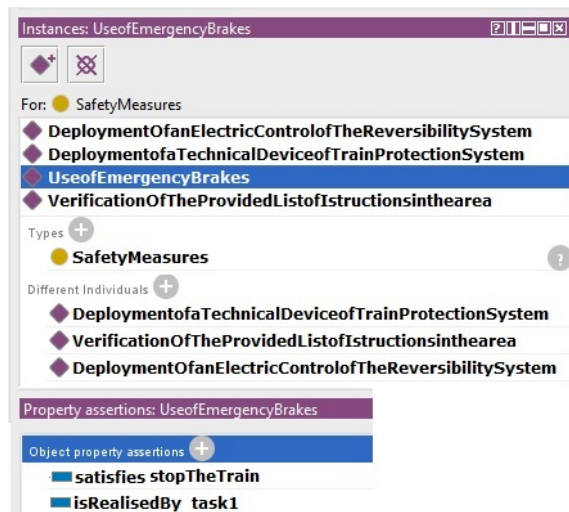 Instances: UseofEmergencyBrakes
For: SafetyMeasures
DeploymentOfanElectricControlofTheReversibilitySystem
DeploymentofaTechnicalDeviceofTrainProtectionSystem
UseofEmergencyBrakes
VerificationOfTheProvidedListofIstructionsinthearea
Types
SafetyMeasures
Different Individuals
DeploymentofaTechnicalDeviceofTrainProtectionSystem
VerificationOfTheProvidedListofIstructionsinthearea
DeploymentOfanElectricControlofTheReversibilitySystem
Property assertions: UseofEmergencyBrakes
Object property assertions
satisfies stopTheTrain
isRealisedBy task1